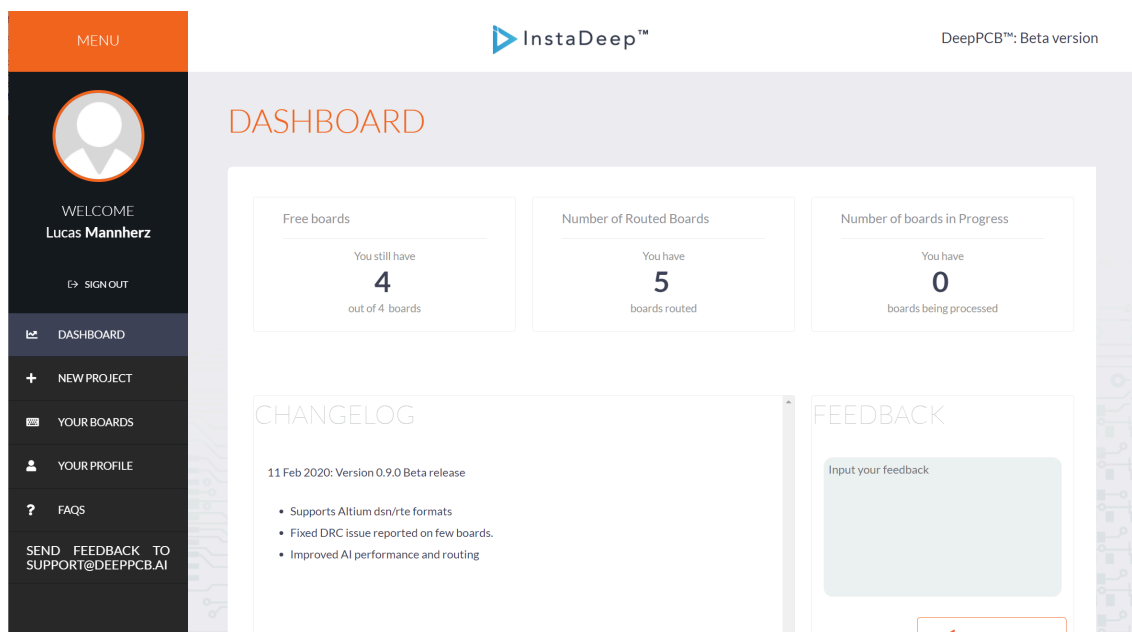 MENU
InstaDeep™
DeepPCB™: Beta version
WELCOME
Lucas Mannherz
SIGN OUT
DASHBOARD
NEW PROJECT
YOUR BOARDS
YOUR PROFILE
? FAQS
SEND FEEDBACK TO
SUPPORT@DEEPPCB.AI
DASHBOARD
Free boards
You still have
4
out of 4 boards
Number of Routed Boards
You have
5
boards routed
Number of boards in Progress
You have
0
boards being processed
CHANGELOG
11 Feb 2020: Version 0.9.0 Beta release
• Supports Altium dsn/rte formats
• Fixed DRC issue reported on few boards.
• Improved AI performance and routing
FEEDBACK
Input your feedback